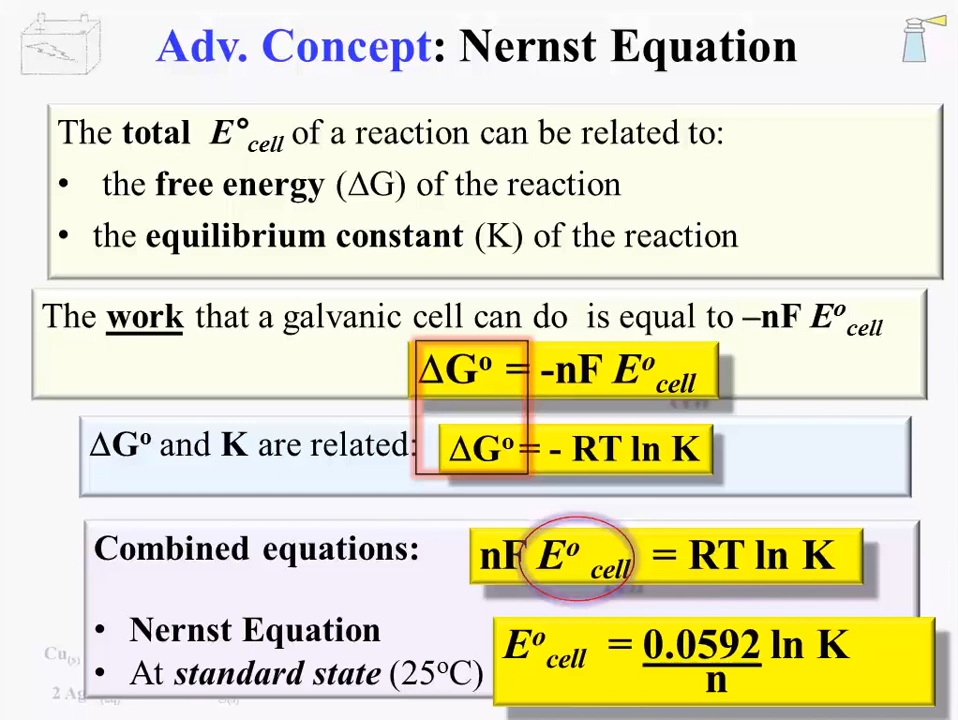 Adv. Concept: Nernst Equation
The total E°cell of a reaction can be related to:
• the free energy (∆G) of the reaction
• the equilibrium constant (K) of the reaction
The work that a galvanic cell can do is equal to –nF Eºcell
∆Gº = -nF Eºcell
∆Gº and K are related:
∆Gº = - RT ln K
Combined equations:
nF Eº cell = RT ln K
• Nernst Equation
• At standard state (25ºC)
Eºcell = 0.0592 ln K
n
Cu(s)
2 Ag